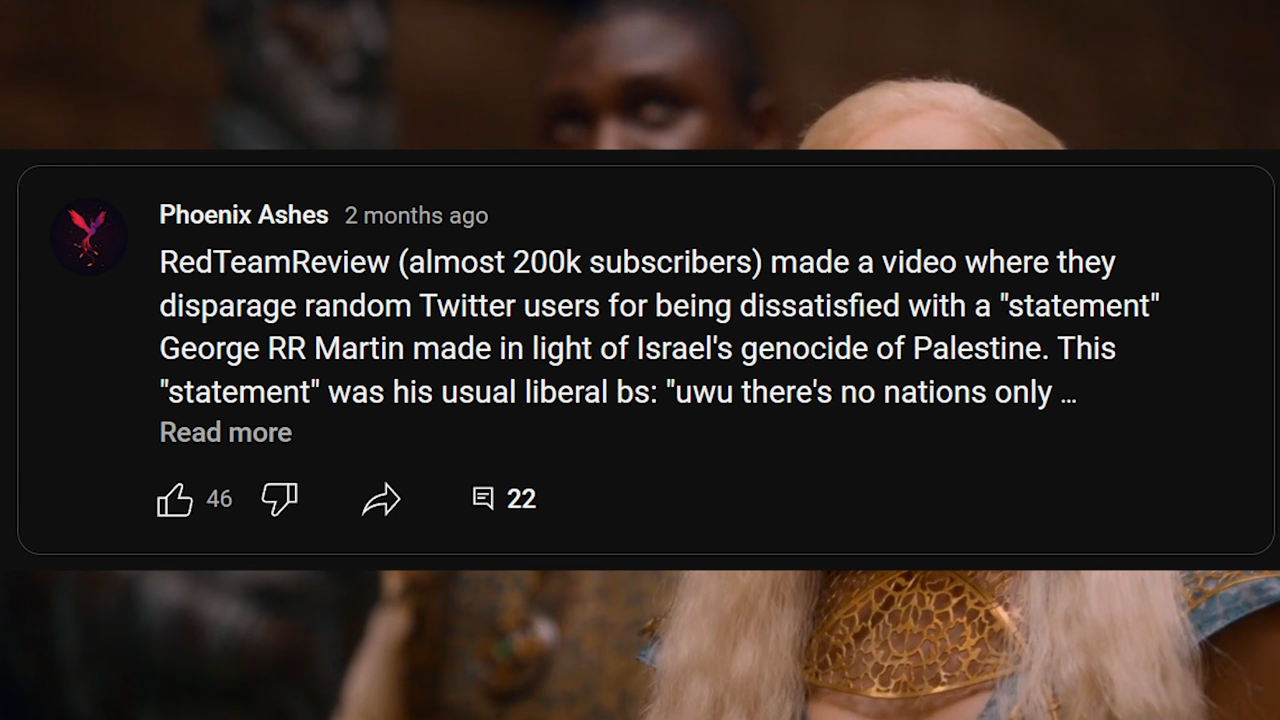 Phoenix Ashes 2 months ago
RedTeamReview (almost 200k subscribers) made a video where they
disparage random Twitter users for being dissatisfied with a "statement"
George RR Martin made in light of Israel's genocide of Palestine. This
"statement" was his usual liberal bs: "uwu there's no nations only ...
Read more
46 22